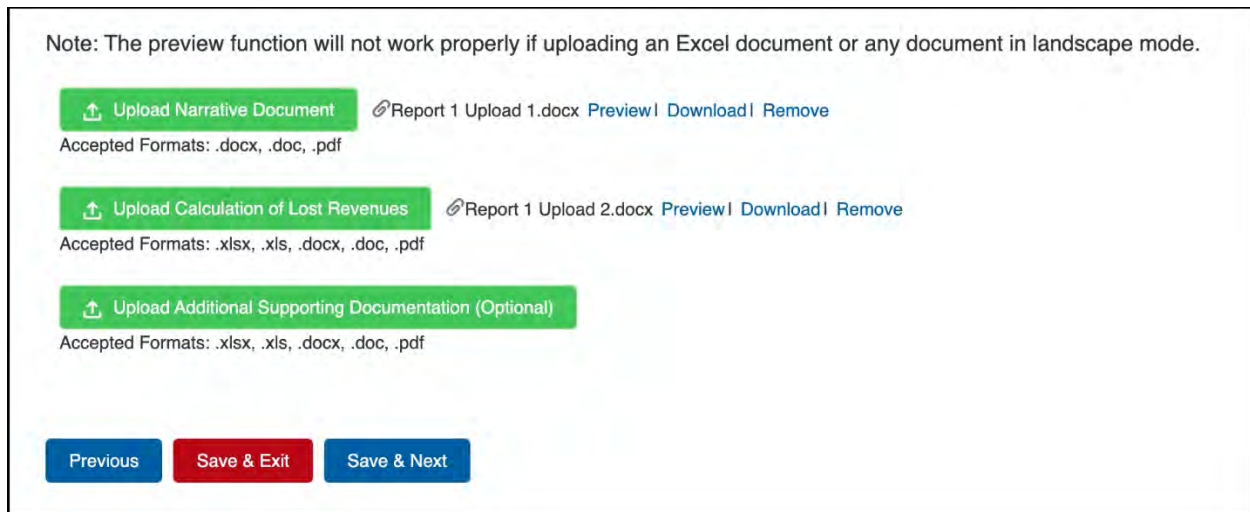 Note: The preview function will not work properly if uploading an Excel document or any document in landscape mode.
Upload Narrative Document Report 1 Upload 1.docx Preview| Download| Remove
Accepted Formats: .docx, .doc, .pdf
Upload Calculation of Lost Revenues Report 1 Upload 2.docx Preview| Download| Remove
Accepted Formats: .xlsx, .xls, .docx, .doc, .pdf
Upload Additional Supporting Documentation (Optional)
Accepted Formats: .xlsx, .xls, .docx, .doc, .pdf
Previous Save & Exit Save & Next